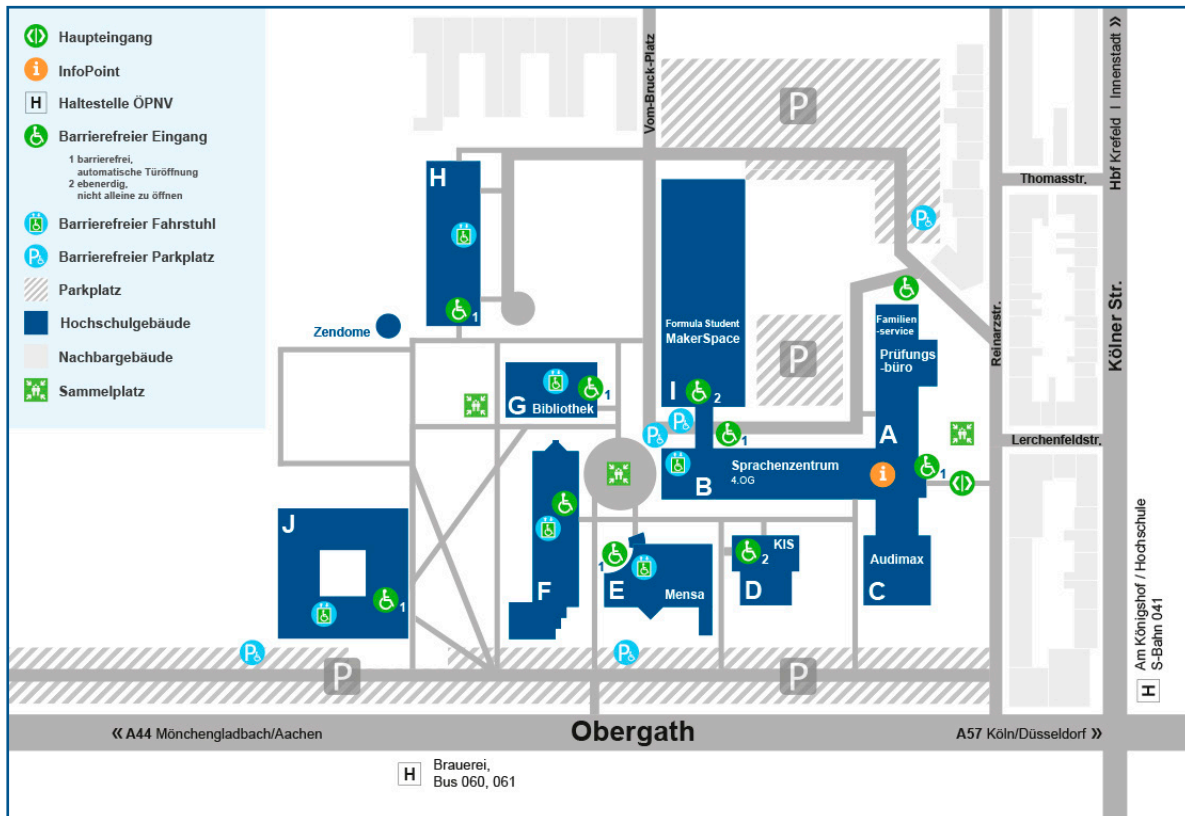 Haupteingang
InfoPoint
H Haltestelle ÖPNV
Barrierefreier Eingang
1 barrierefrei,
automatische Türöffnung
2 ebenerdig,
nicht alleine zu öffnen
Barrierefreier Fahrstuhl
Barrierefreier Parkplatz
Parkplatz
Hochschulgebäude
Nachbargebäude
Sammelplatz
Vom-Bruck-Platz
P
Hbf Krefeld I Innenstadt »
Thomasstr.
Kölner Str.
Reinarzstr.
Lerchenfeldstr.
H
1
Zendome
Formula Student
MakerSpace
I
2
P
P
Familien
-service
Prüfungs
-büro
A
i
1
P
G
Bibliothek
1
P
P
1
B
Sprachenzentrum
4.OG
J
1
F
1
E
Mensa
KIS
2
D
Audimax
C
P
P
P
P
Am Königshof / Hochschule
S-Bahn 041
H
« A44 Mönchengladbach/Aachen
Obergath
A57 Köln/Düsseldorf »
H
Brauerei,
Bus 060, 061